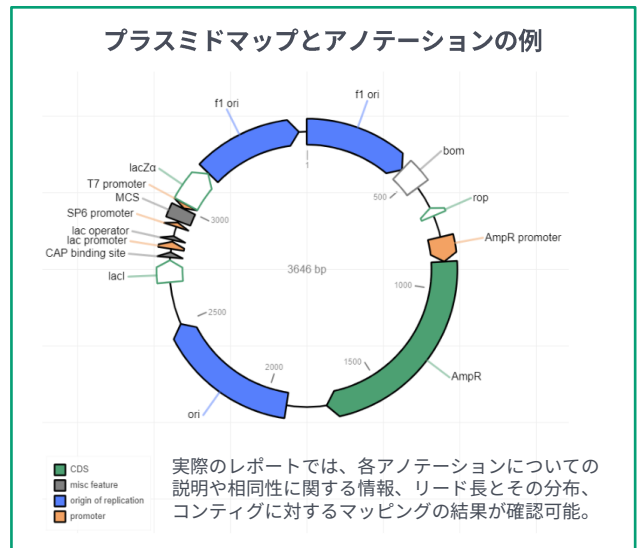 プラスミドマップとアノテーションの例
f1 ori
f1 ori
bom
rop
AmpR promoter
AmpR
ori
lacI
CAP binding site
lac promoter
lac operator
SP6 promoter
MCS
T7 promoter
lacZα
1
500
1000
1500
2000
2500
3000
3646 bp
CDS
misc feature
origin of replication
promoter
実際のレポートでは、各アノテーションについての
説明や相同性に関する情報、リード長とその分布、
コンティグに対するマッピングの結果が確認可能。